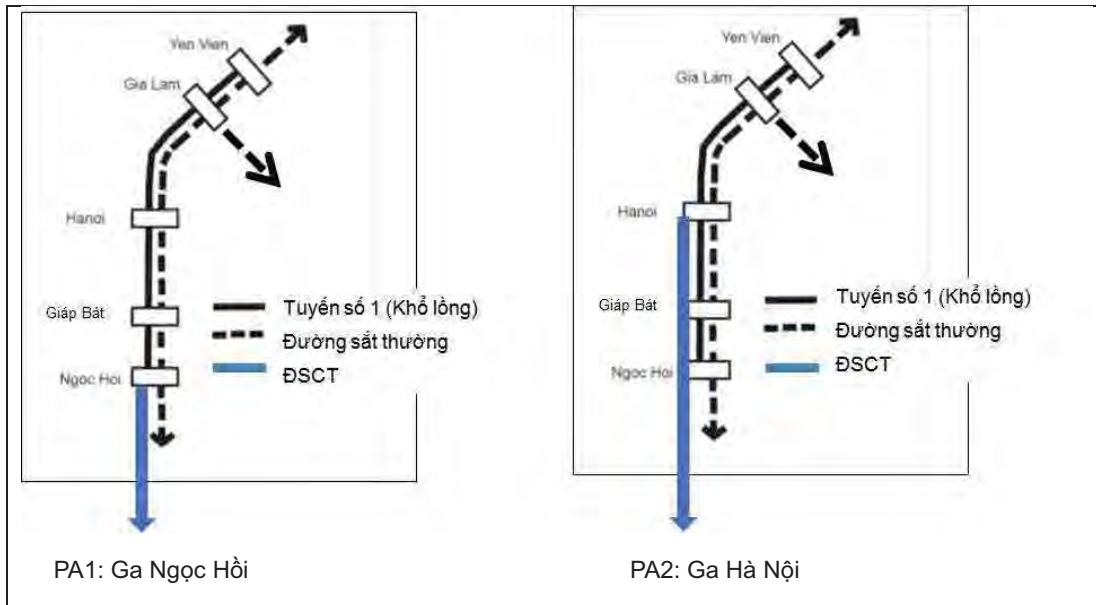 Yen Vien
Gia Lam
Hanoi
Giáp Bát
Ngoc Hoi
Tuyến số 1 (Khổ lồng)
Đường sắt thường
ĐSCT
PA1: Ga Ngọc Hồi
Yen Vien
Gia Lam
Hanoi
Giáp Bát
Ngoc Hoi
Tuyến số 1 (Khổ lồng)
Đường sắt thường
ĐSCT
PA2: Ga Hà Nội